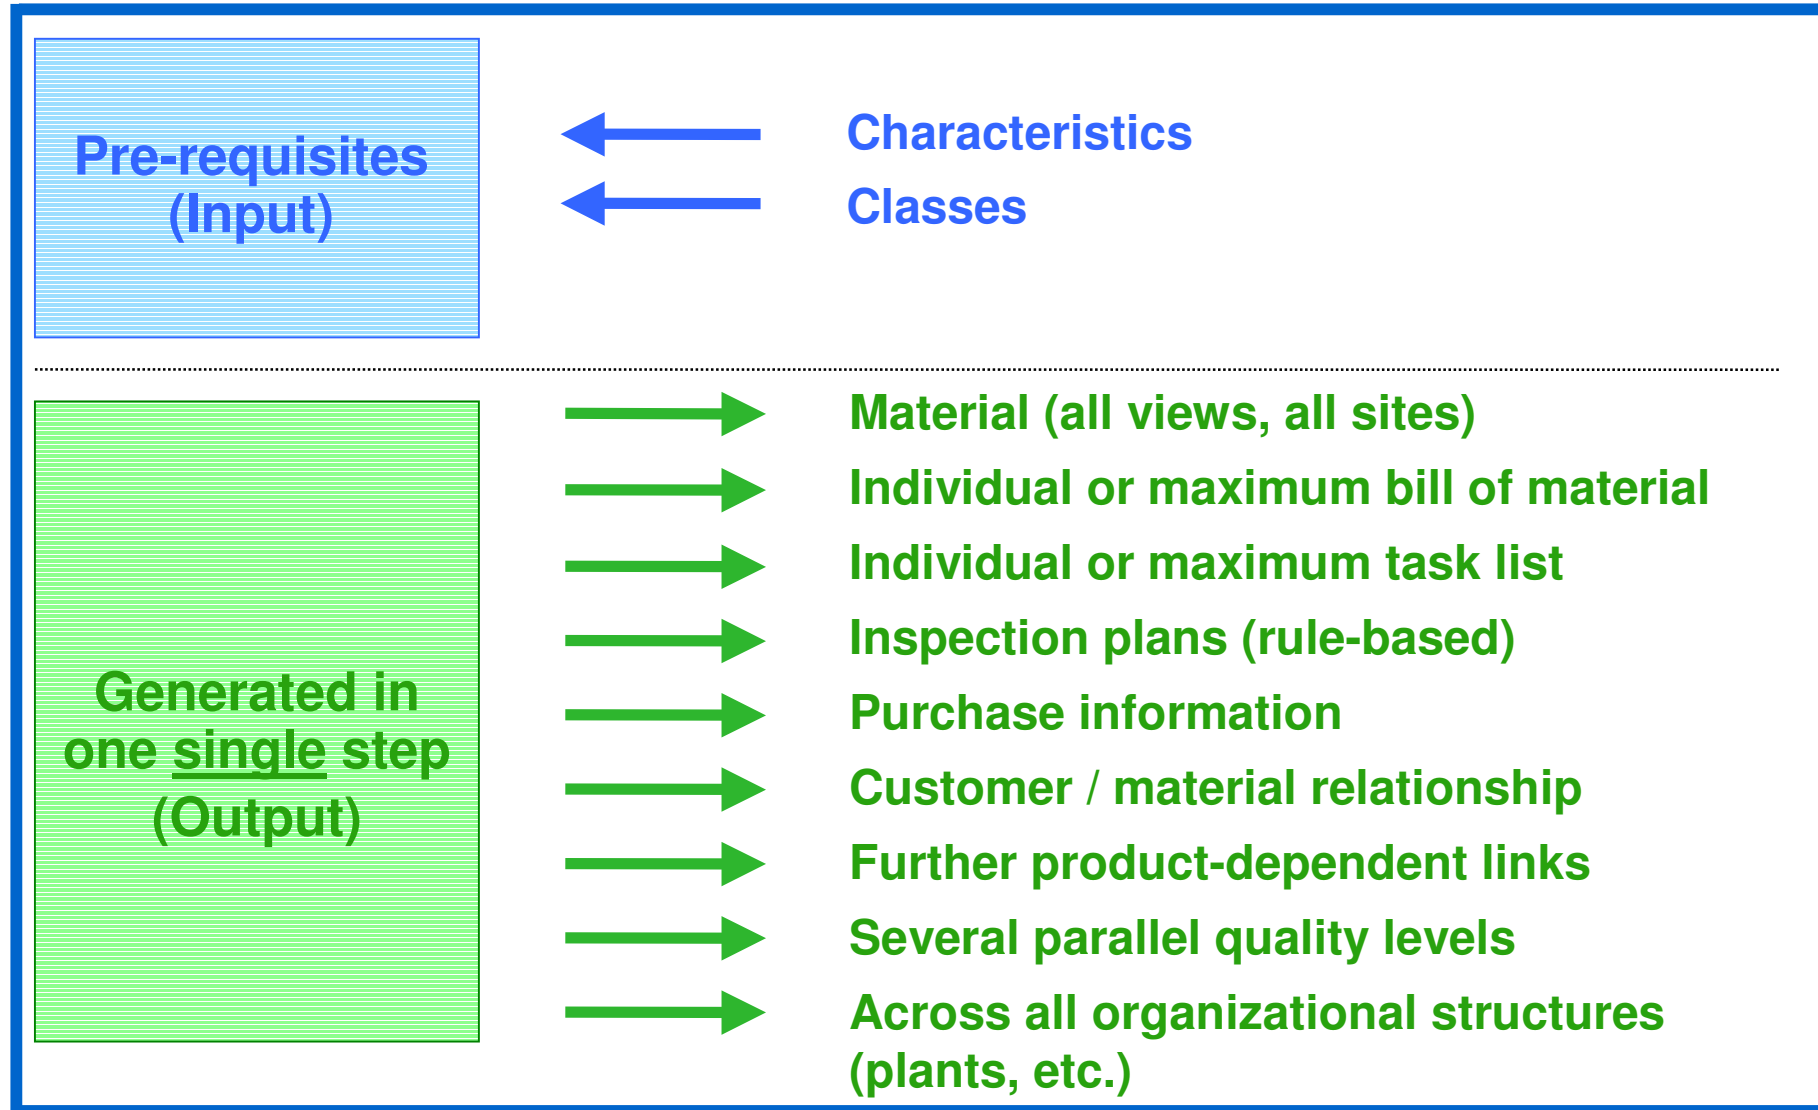 Pre-requisites
(Input)
Characteristics
Classes
Generated in
one single step
(Output)
Material (all views, all sites)
Individual or maximum bill of material
Individual or maximum task list
Inspection plans (rule-based)
Purchase information
Customer / material relationship
Further product-dependent links
Several parallel quality levels
Across all organizational structures
(plants, etc.)